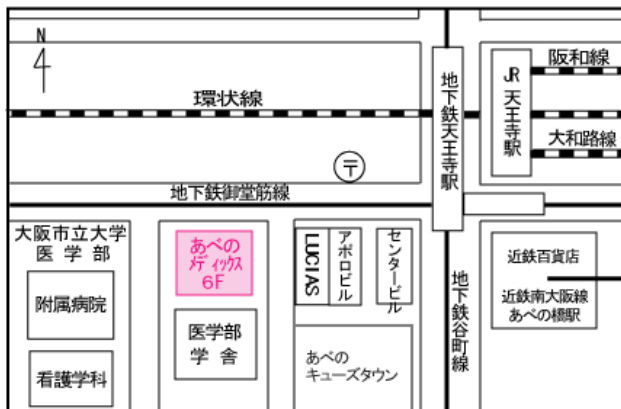 N
阪和線
JR天王寺駅
地下鉄天王寺駅
環状線
大和路線
〒
地下鉄御堂筋線
大阪市立大学
医学部
あべの
メディックス
6F
LUCIAS
アポロビル
センタービル
地下鉄谷町線
近鉄百貨店
近鉄南大阪線
あべの橋駅
附属病院
医学部
学舎
あべの
キューズタウン
看護学科